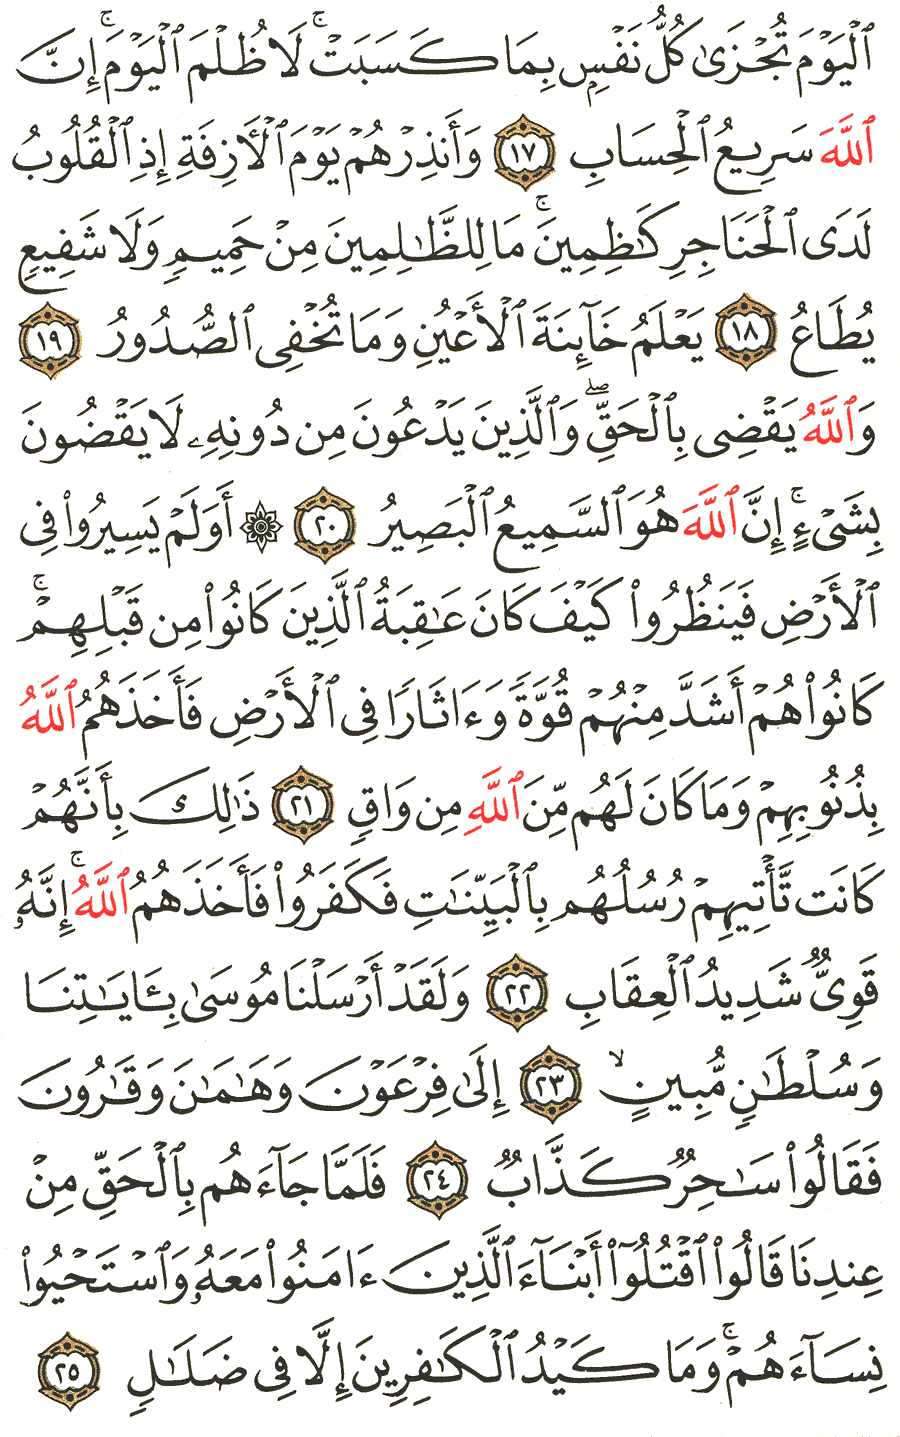 ٱلْيَوْمَ تُجْزَىٰ كُلُّ نَفْسٍۭ بِمَا كَسَبَتْ ۚ لَا ظُلْمَ ٱلْيَوْمَ ۚ إِنَّ
ٱللَّهَ سَرِيعُ ٱلْحِسَابِ ١٧ وَأَنذِرْهُمْ يَوْمَ ٱلْأَزِفَةِ إِذِ ٱلْقُلُوبُ
لَدَى ٱلْحَنَاجِرِ كَٰظِمِينَ ۚ مَا لِلظَّٰلِمِينَ مِنْ حَمِيمٍ وَلَا شَفِيعٍ
يُطَاعُ ١٨ يَعْلَمُ خَآئِنَةَ ٱلْأَعْيُنِ وَمَا تُخْفِى ٱلصُّدُورُ ١٩
وَٱللَّهُ يَقْضِى بِٱلْحَقِّ ۖ وَٱلَّذِينَ يَدْعُونَ مِن دُونِهِۦ لَا يَقْضُونَ
بِشَىْءٍ ۗ إِنَّ ٱللَّهَ هُوَ ٱلسَّمِيعُ ٱلْبَصِيرُ ٢٠ ۞ أَوَلَمْ يَسِيرُوا۟ فِى
ٱلْأَرْضِ فَيَنظُرُوا۟ كَيْفَ كَانَ عَٰقِبَةُ ٱلَّذِينَ كَانُوا۟ مِن قَبْلِهِمْ ۚ
كَانُوا۟ هُمْ أَشَدَّ مِنْهُمْ قُوَّةً وَءَاثَارًا فِى ٱلْأَرْضِ فَأَخَذَهُمُ ٱللَّهُ
بِذُنُوبِهِمْ وَمَا كَانَ لَهُم مِّنَ ٱللَّهِ مِن وَاقٍ ٢١ ذَٰلِكَ بِأَنَّهُمْ
كَانَت تَّأْتِيهِمْ رُسُلُهُم بِٱلْبَيِّنَٰتِ فَكَفَرُوا۟ فَأَخَذَهُمُ ٱللَّهُ ۚ إِنَّهُۥ
قَوِىٌّ شَدِيدُ ٱلْعِقَابِ ٢٢ وَلَقَدْ أَرْسَلْنَا مُوسَىٰ بِـَٔايَٰتِنَا
وَسُلْطَٰنٍ مُّبِينٍ ۙ ٢٣ إِلَىٰ فِرْعَوْنَ وَهَٰمَٰنَ وَقَٰرُونَ
فَقَالُوا۟ سَٰحِرٌ كَذَّابٌ ٢٤ فَلَمَّا جَآءَهُم بِٱلْحَقِّ مِنْ
عِندِنَا قَالُوا۟ ٱقْتُلُوٓا۟ أَبْنَآءَ ٱلَّذِينَ ءَامَنُوا۟ مَعَهُۥ وَٱسْتَحْيُوا۟
نِسَآءَهُمْ ۚ وَمَا كَيْدُ ٱلْكَٰفِرِينَ إِلَّا فِى ضَلَٰلٍ ٢٥